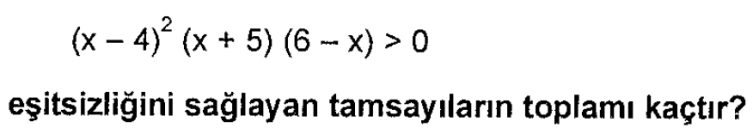 (x – 4)² (x + 5) (6 – x) > 0
eşitsizliğini sağlayan tamsayıların toplamı kaçtır?